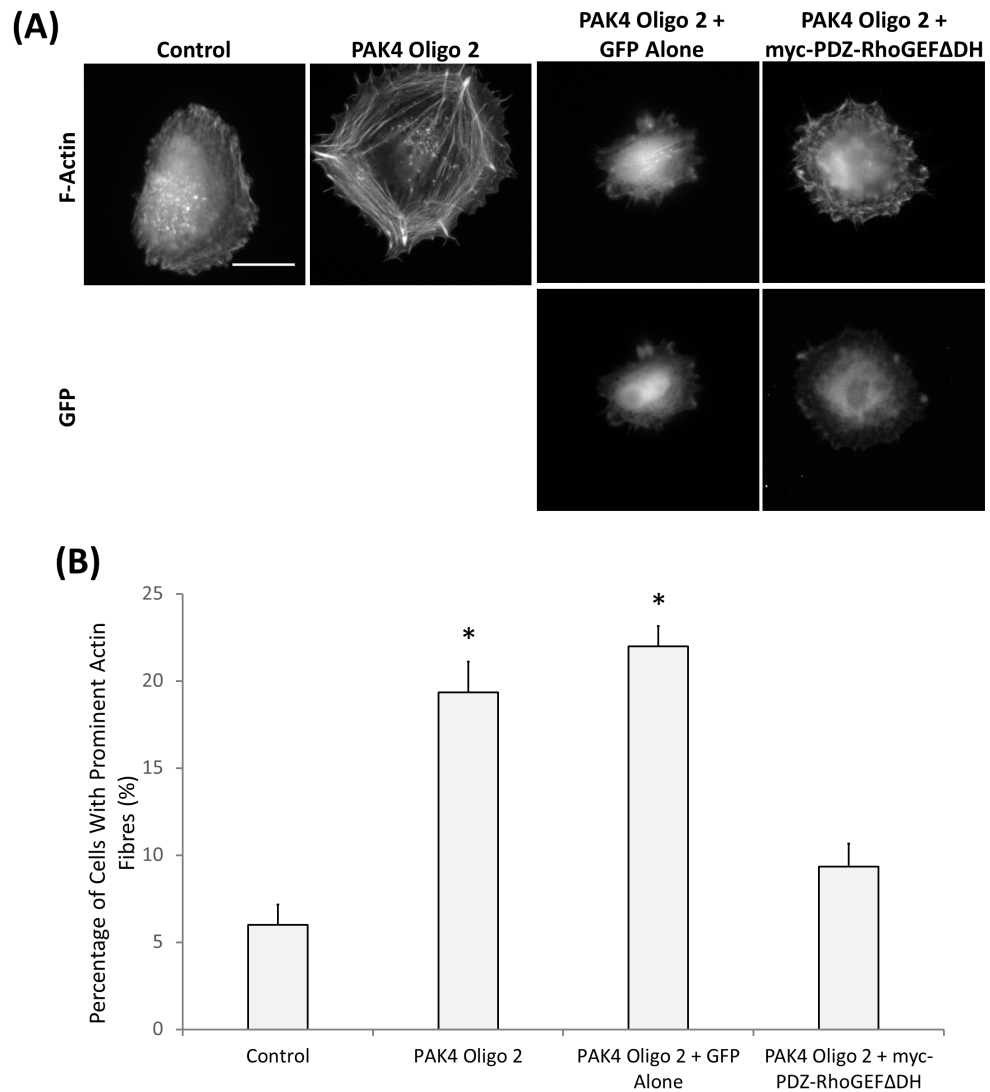 (A)
Control
PAK4 Oligo 2
PAK4 Oligo 2 +
GFP Alone
PAK4 Oligo 2 +
myc-PDZ-RhoGEFΔDH
F-Actin
GFP
(B)
Percentage of Cells With Prominent Actin
Fibres (%)
25
20
15
10
5
0
*
*
Control
PAK4 Oligo 2
PAK4 Oligo 2 + GFP
Alone
PAK4 Oligo 2 + myc-
PDZ-RhoGEFΔDH